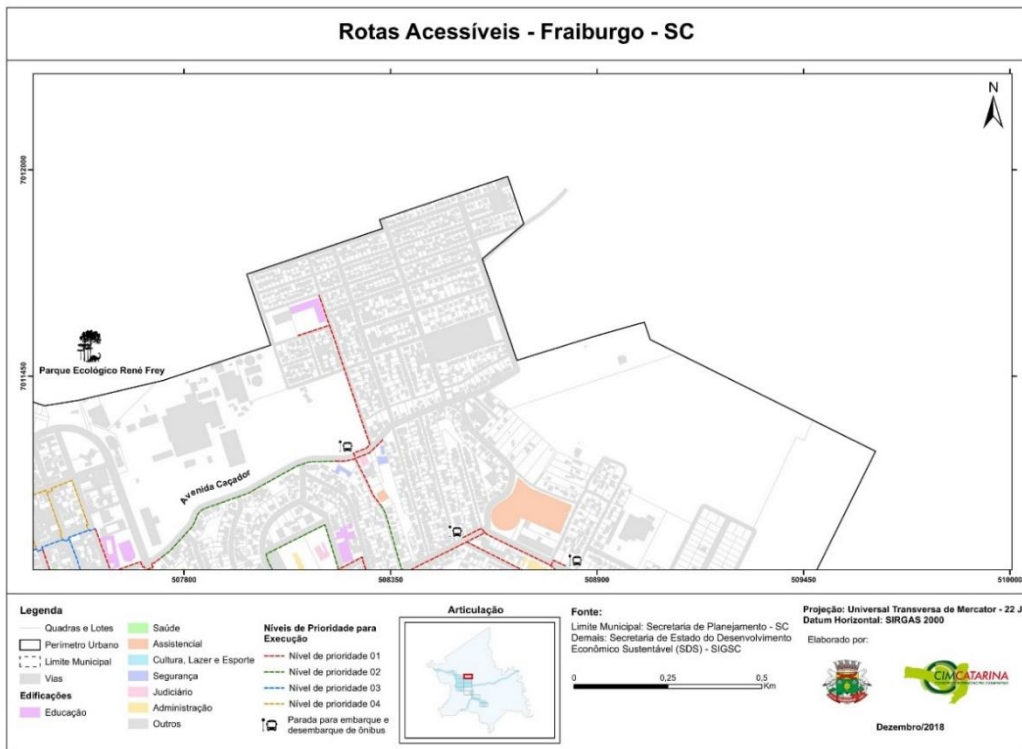 Rotas Acessíveis - Fraiburgo - SC
N
7012000
7011450
Parque Ecológico René Frey
Avenida Caçador
507800
508350
508900
509450
510000
Legenda
Quadras e Lotes
Perímetro Urbano
Limite Municipal
Vias
Edificações
Educação
Saúde
Assistencial
Cultura, Lazer e Esporte
Segurança
Judiciário
Administração
Outros
Níveis de Prioridade para
Execução
Nível de prioridade 01
Nível de prioridade 02
Nível de prioridade 03
Nível de prioridade 04
Parada para embarque e
desembarque de ônibus
Articulação
Fonte:
Limite Municipal: Secretaria de Planejamento - SC
Demais: Secretaria de Estado do Desenvolvimento
Econômico Sustentável (SDS) - SIGSC
0
0,25
0,5
Km
Projeção: Universal Transversa de Mercator - 22 J
Datum Horizontal: SIRGAS 2000
Elaborado por:
CIMCATARINA
Dezembro/2018